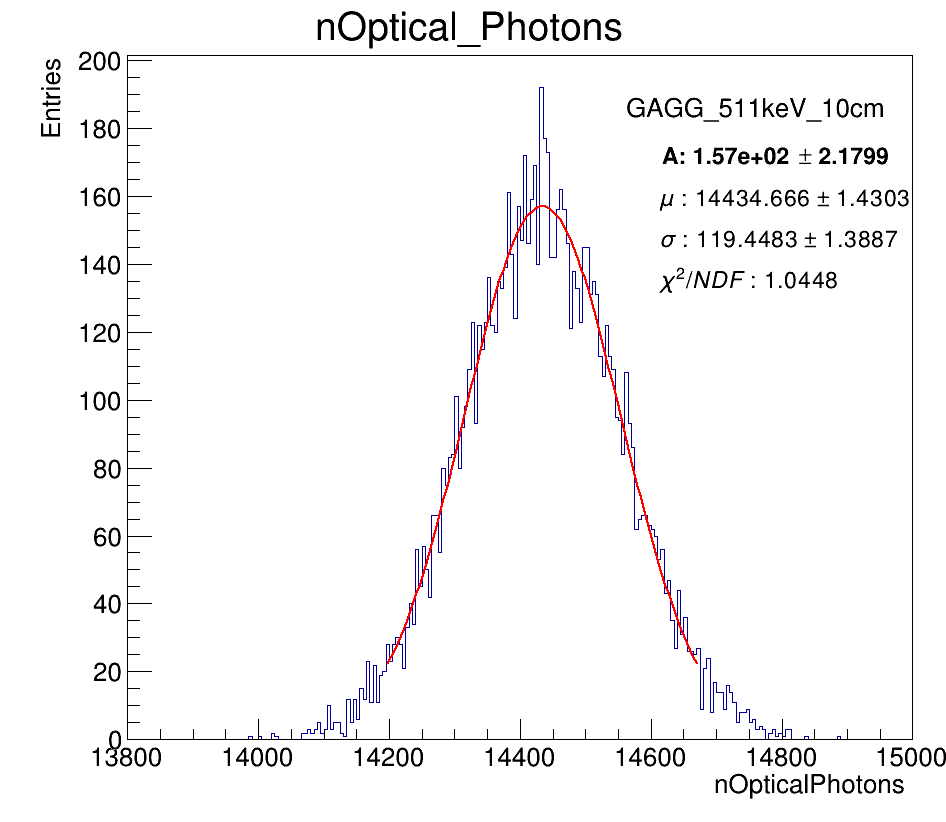 nOptical_Photons
Entries
200
180
160
140
120
100
80
60
40
20
0
GAGG_511keV_10cm
A: 1.57e+02 ± 2.1799
μ : 14434.666 ± 1.4303
σ : 119.4483 ± 1.3887
χ²/NDF : 1.0448
13800 14000 14200 14400 14600 14800 15000
nOpticalPhotons